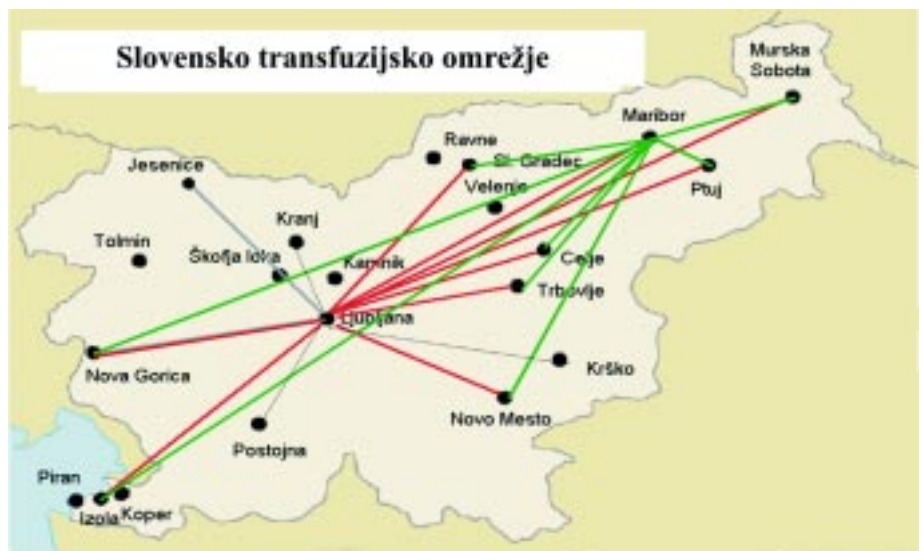 Slovensko transfuzijsko omrežje
Murska
Sobota
Maribor
Ravne
Sl. Gradec
Jesenice
Velenje
Ptuj
Kranj
Tolmin
Škofja loka
Kamnik
Celje
Trbovlje
Ljubljana
Nova Gorica
Krško
Novo Mesto
Postojna
Piran
Izola
Koper